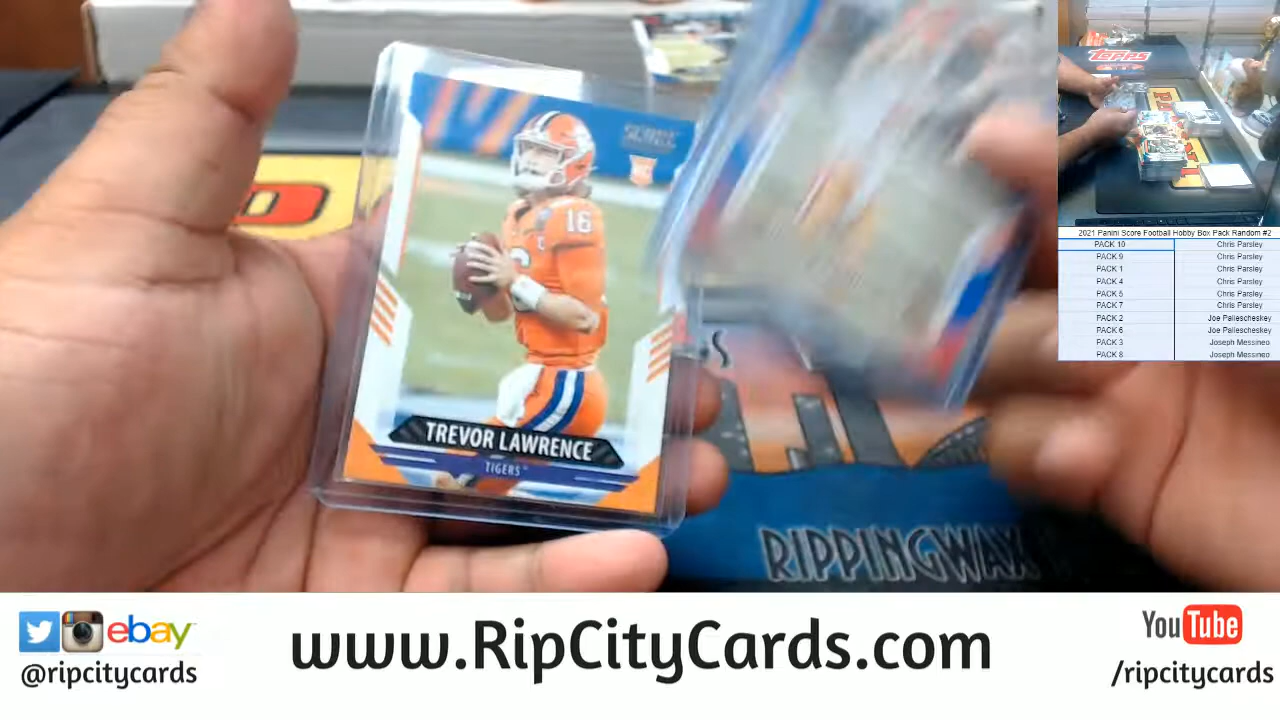 SCORE
RC
16
TREVOR LAWRENCE
TIGERS
RIPPINGWAX
Topps
2021 Panini Score Football Hobby Box Pack Random #2
PACK 10 Chris Parsley
PACK 9 Chris Parsley
PACK 1 Chris Parsley
PACK 4 Chris Parsley
PACK 5 Chris Parsley
PACK 7 Chris Parsley
PACK 2 Joe Pallescheskey
PACK 6 Joe Pallescheskey
PACK 3 Joseph Messineo
PACK 8 Joseph Messineo
ebay
@ripcitycards
www.RipCityCards.com
YouTube
/ripcitycards